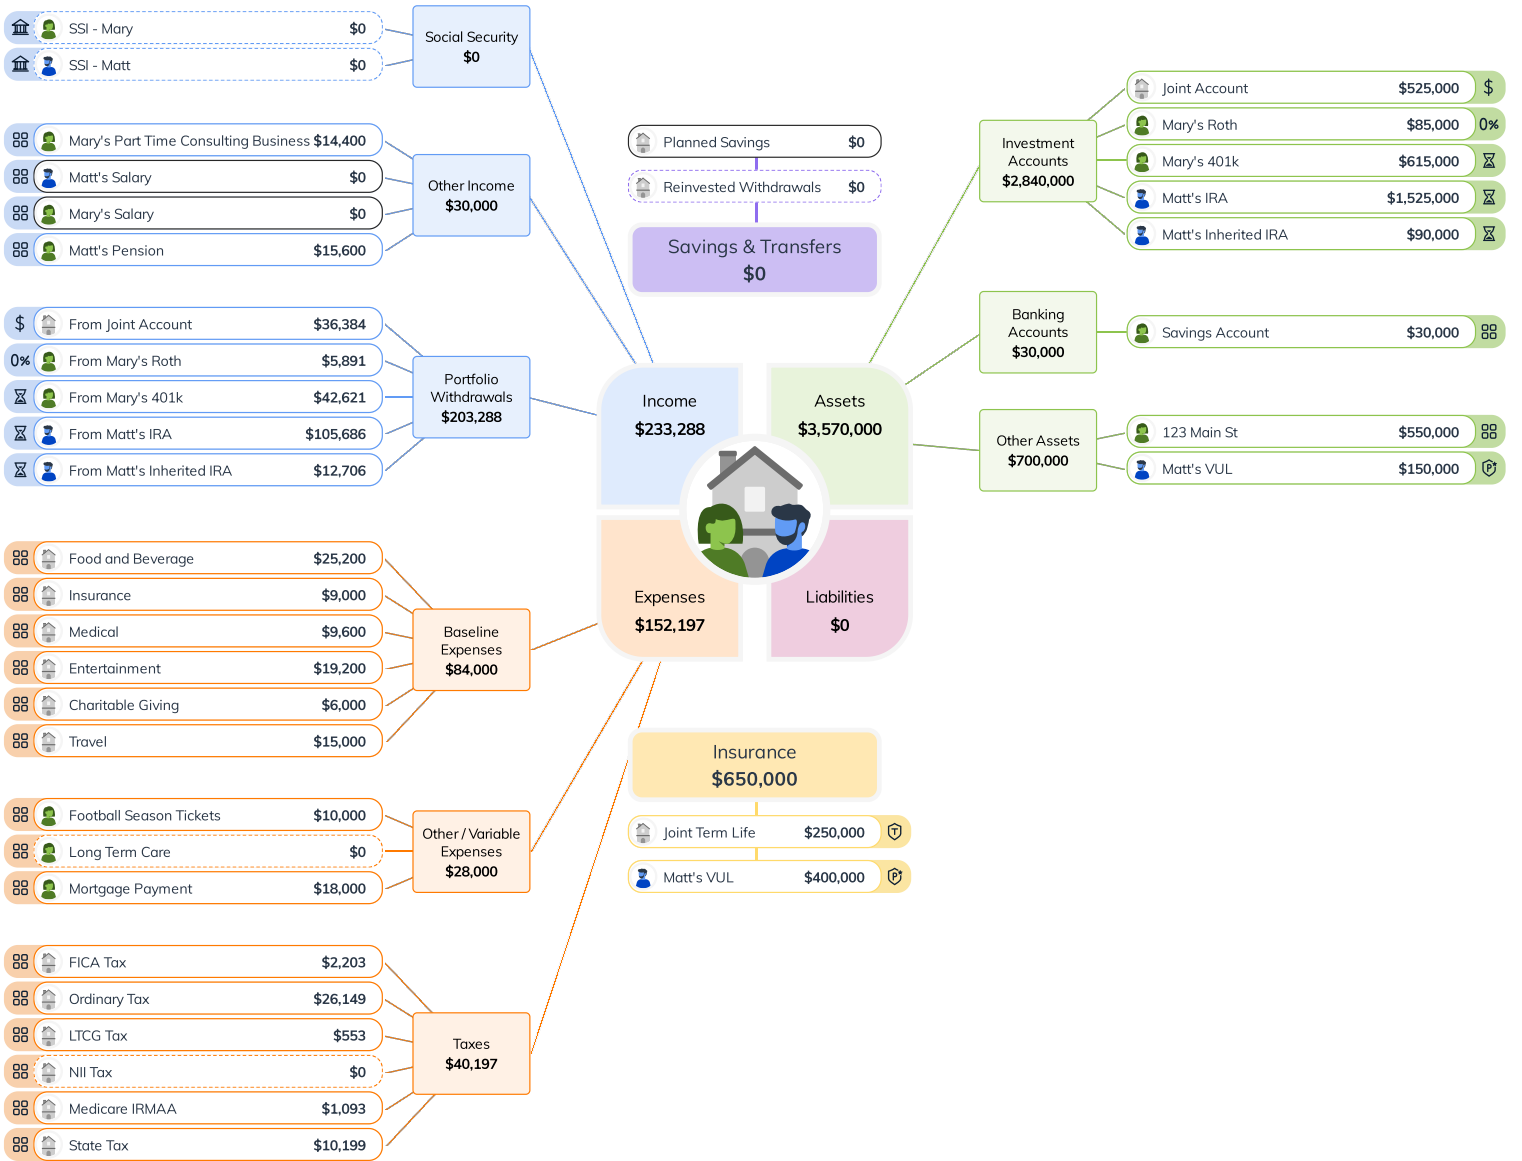 SSI - Mary $0
SSI - Matt $0
Social Security
$0
Mary's Part Time Consulting Business $14,400
Matt's Salary $0
Mary's Salary $0
Matt's Pension $15,600
Other Income
$30,000
$ From Joint Account $36,384
0% From Mary's Roth $5,891
From Mary's 401k $42,621
From Matt's IRA $105,686
From Matt's Inherited IRA $12,706
Portfolio
Withdrawals
$203,288
Food and Beverage $25,200
Insurance $9,000
Medical $9,600
Entertainment $19,200
Charitable Giving $6,000
Travel $15,000
Baseline
Expenses
$84,000
Football Season Tickets $10,000
Long Term Care $0
Mortgage Payment $18,000
Other / Variable
Expenses
$28,000
FICA Tax $2,203
Ordinary Tax $26,149
LTCG Tax $553
NII Tax $0
Medicare IRMAA $1,093
State Tax $10,199
Taxes
$40,197
Planned Savings $0
Reinvested Withdrawals $0
Savings & Transfers
$0
Income
$233,288
Assets
$3,570,000
Expenses
$152,197
Liabilities
$0
Insurance
$650,000
Joint Term Life $250,000 T
Matt's VUL $400,000 P
Investment
Accounts
$2,840,000
Joint Account $525,000 $
Mary's Roth $85,000 0%
Mary's 401k $615,000
Matt's IRA $1,525,000
Matt's Inherited IRA $90,000
Banking
Accounts
$30,000
Savings Account $30,000
Other Assets
$700,000
123 Main St $550,000
Matt's VUL $150,000 P